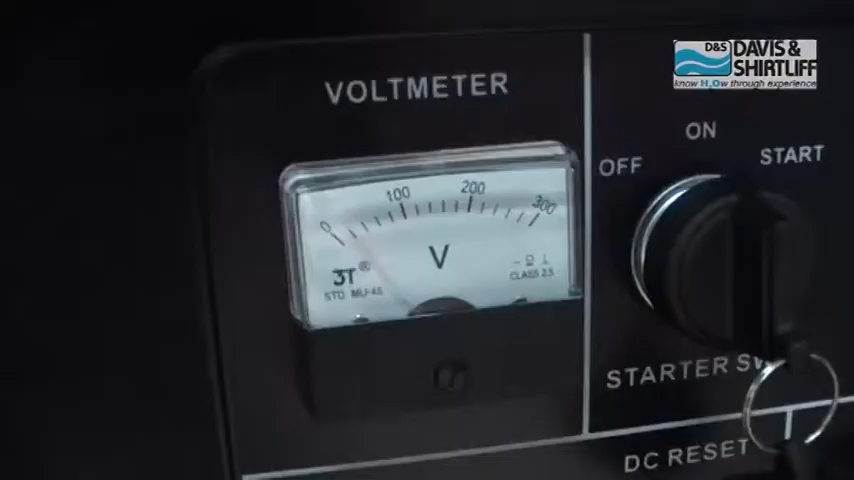 D&S DAVIS &
SHIRTLIFF
know H2Ow through experience
VOLTMETER
ON
OFF
START
0 100 200 300
V
3T®
STD MU-45
CLASS 2.5
STARTER SW
DC RESET